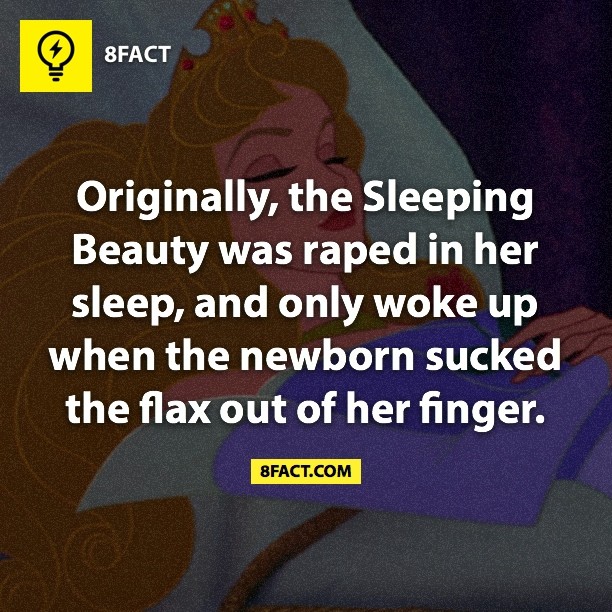 8FACT
Originally, the Sleeping
Beauty was raped in her
sleep, and only woke up
when the newborn sucked
the flax out of her finger.
8FACT.COM